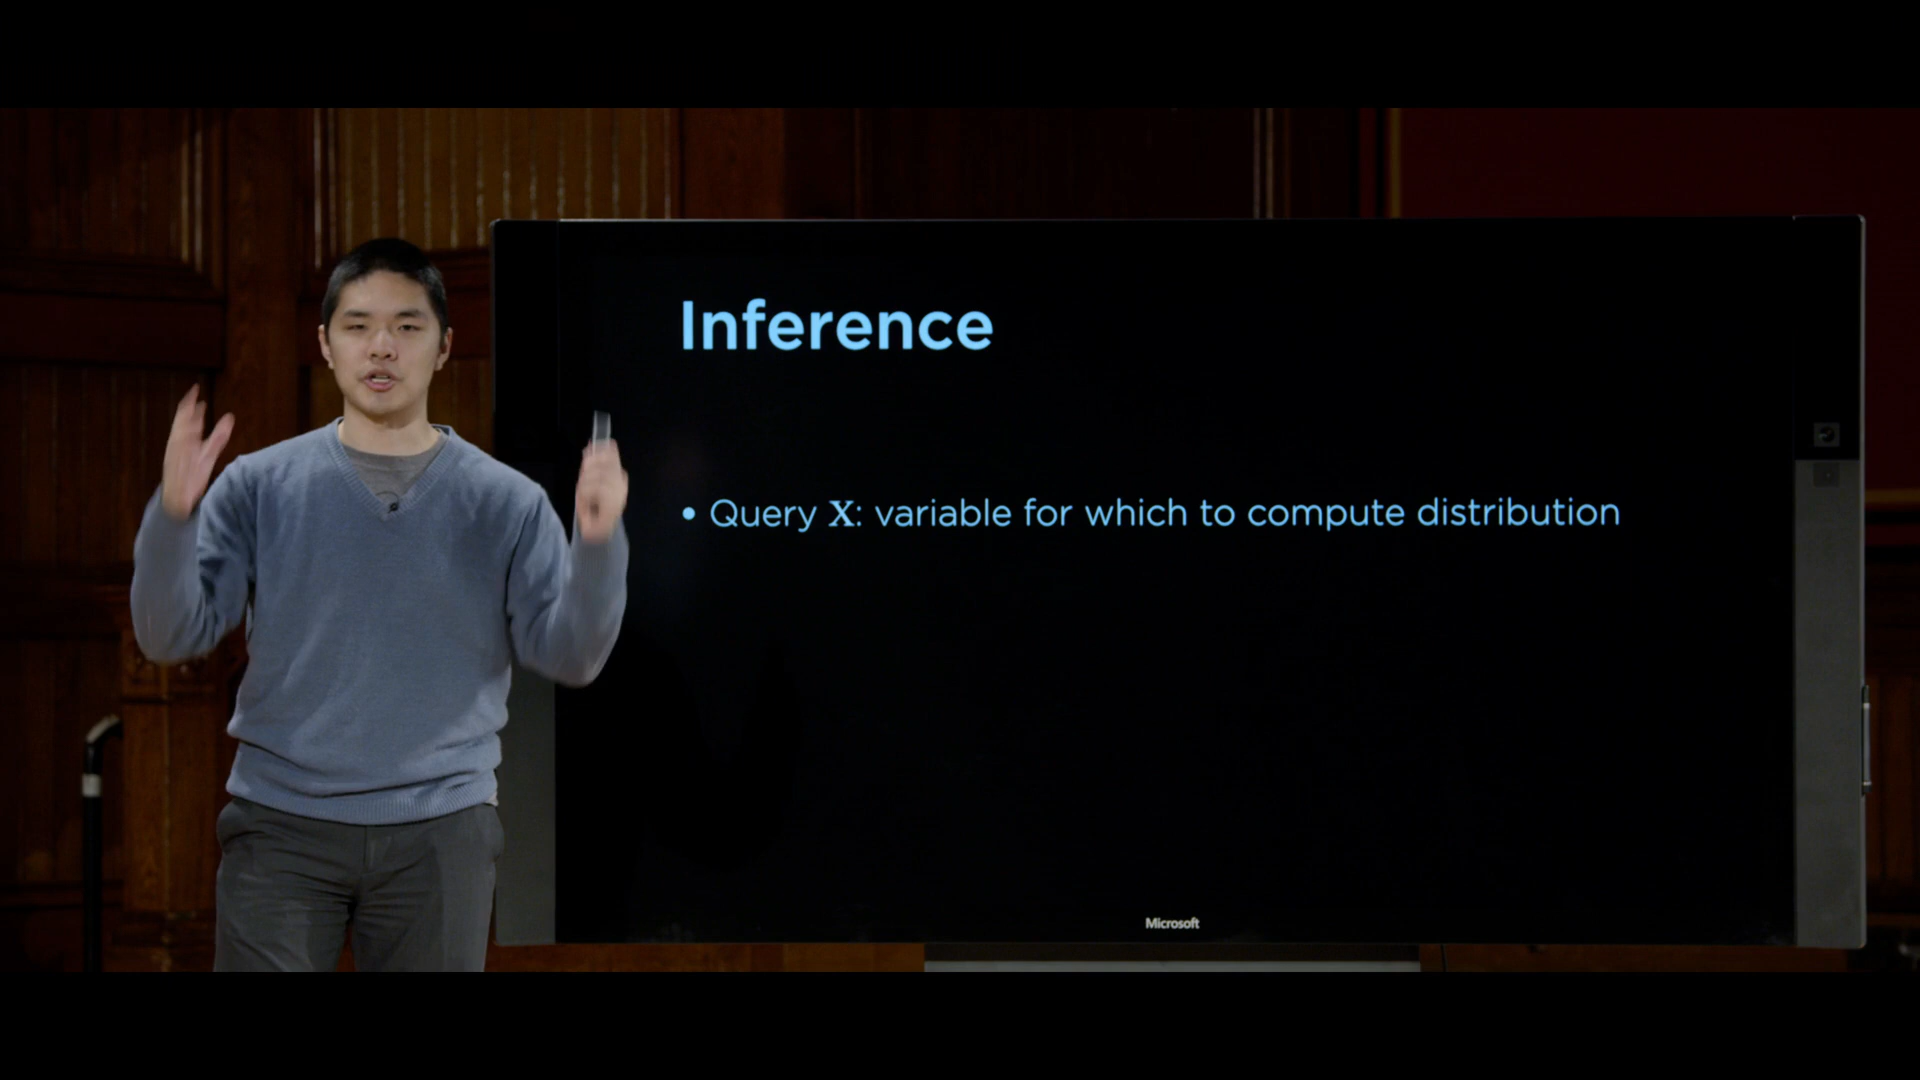 Inference
• Query X: variable for which to compute distribution
Microsoft